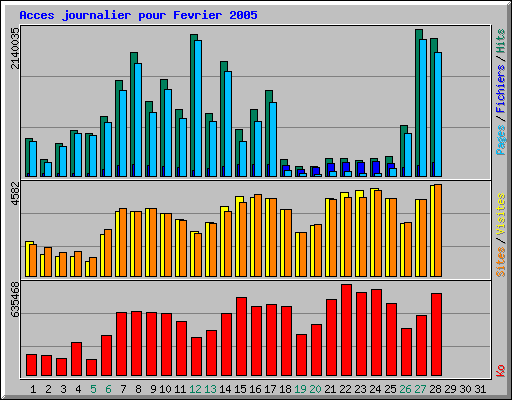 Acces journalier pour Fevrier 2005
2140035
Pages / Fichiers / Hits
4582
Sites / Visites
635468
Ko
1 2 3 4 5 6 7 8 9 10 11 12 13 14 15 16 17 18 19 20 21 22 23 24 25 26 27 28 29 30 31